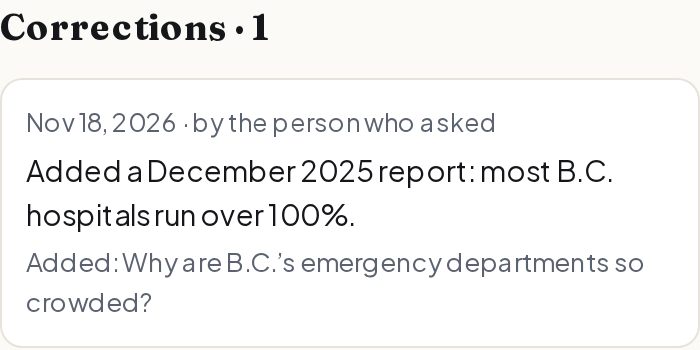 Corrections · 1
Nov 18, 2026 · by the person who asked
Added a December 2025 report: most B.C.
hospitals run over 100%.
Added: Why are B.C.’s emergency departments so
crowded?